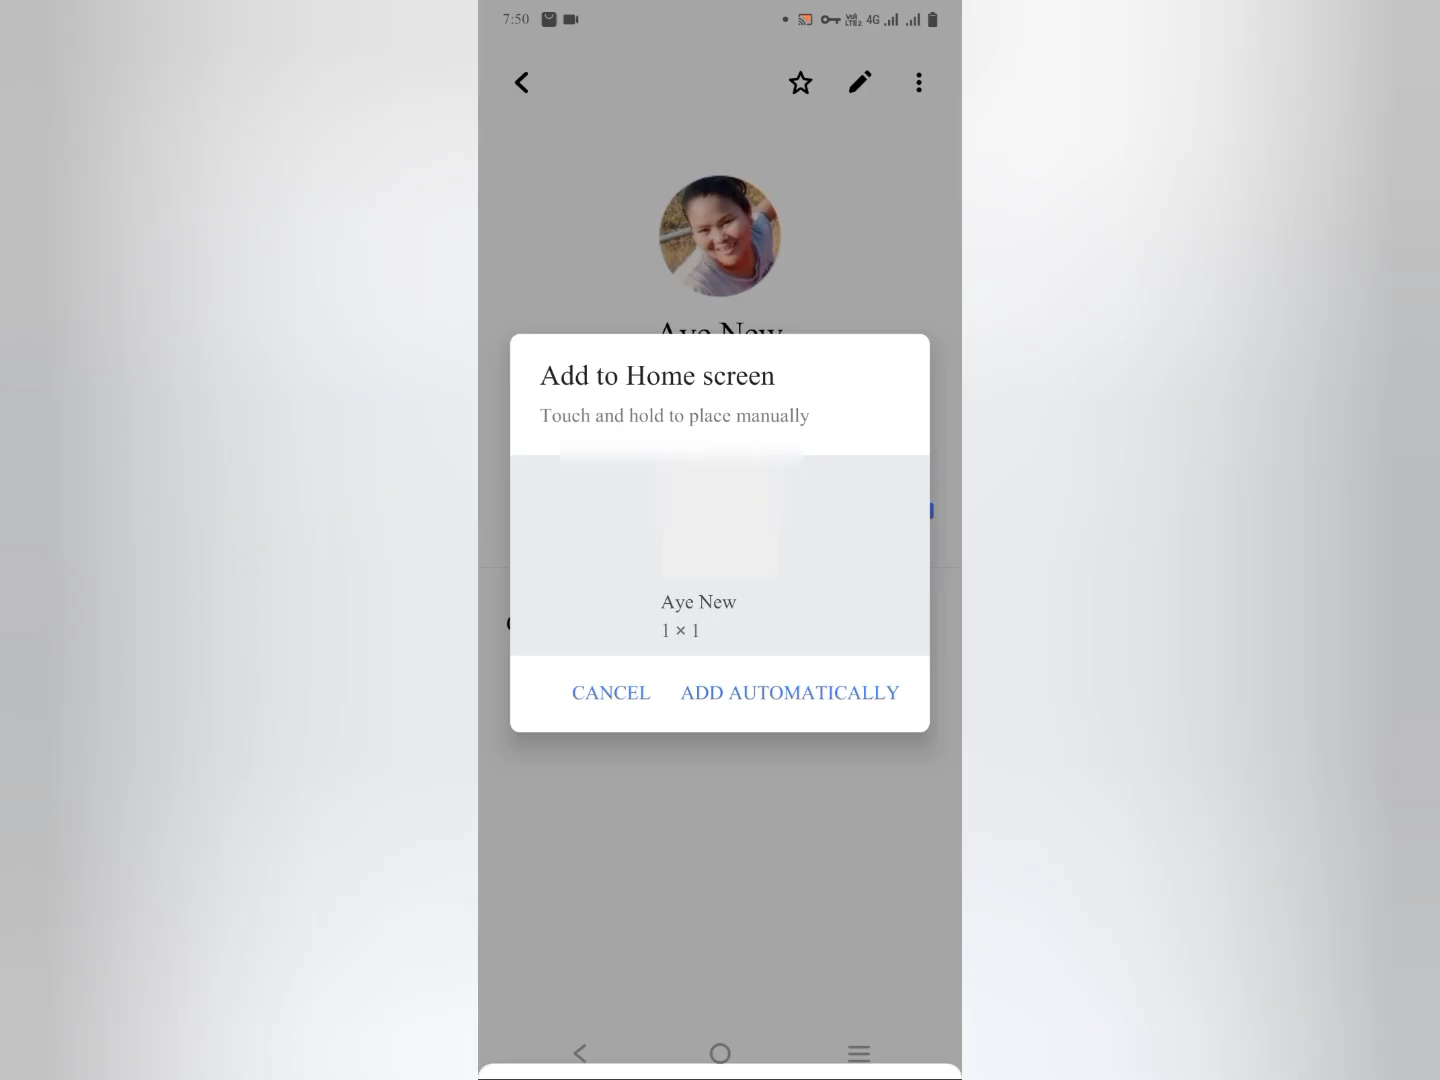 7:50
4G
Aye New
Add to Home screen
Touch and hold to place manually
Aye New
1 × 1
CANCEL ADD AUTOMATICALLY